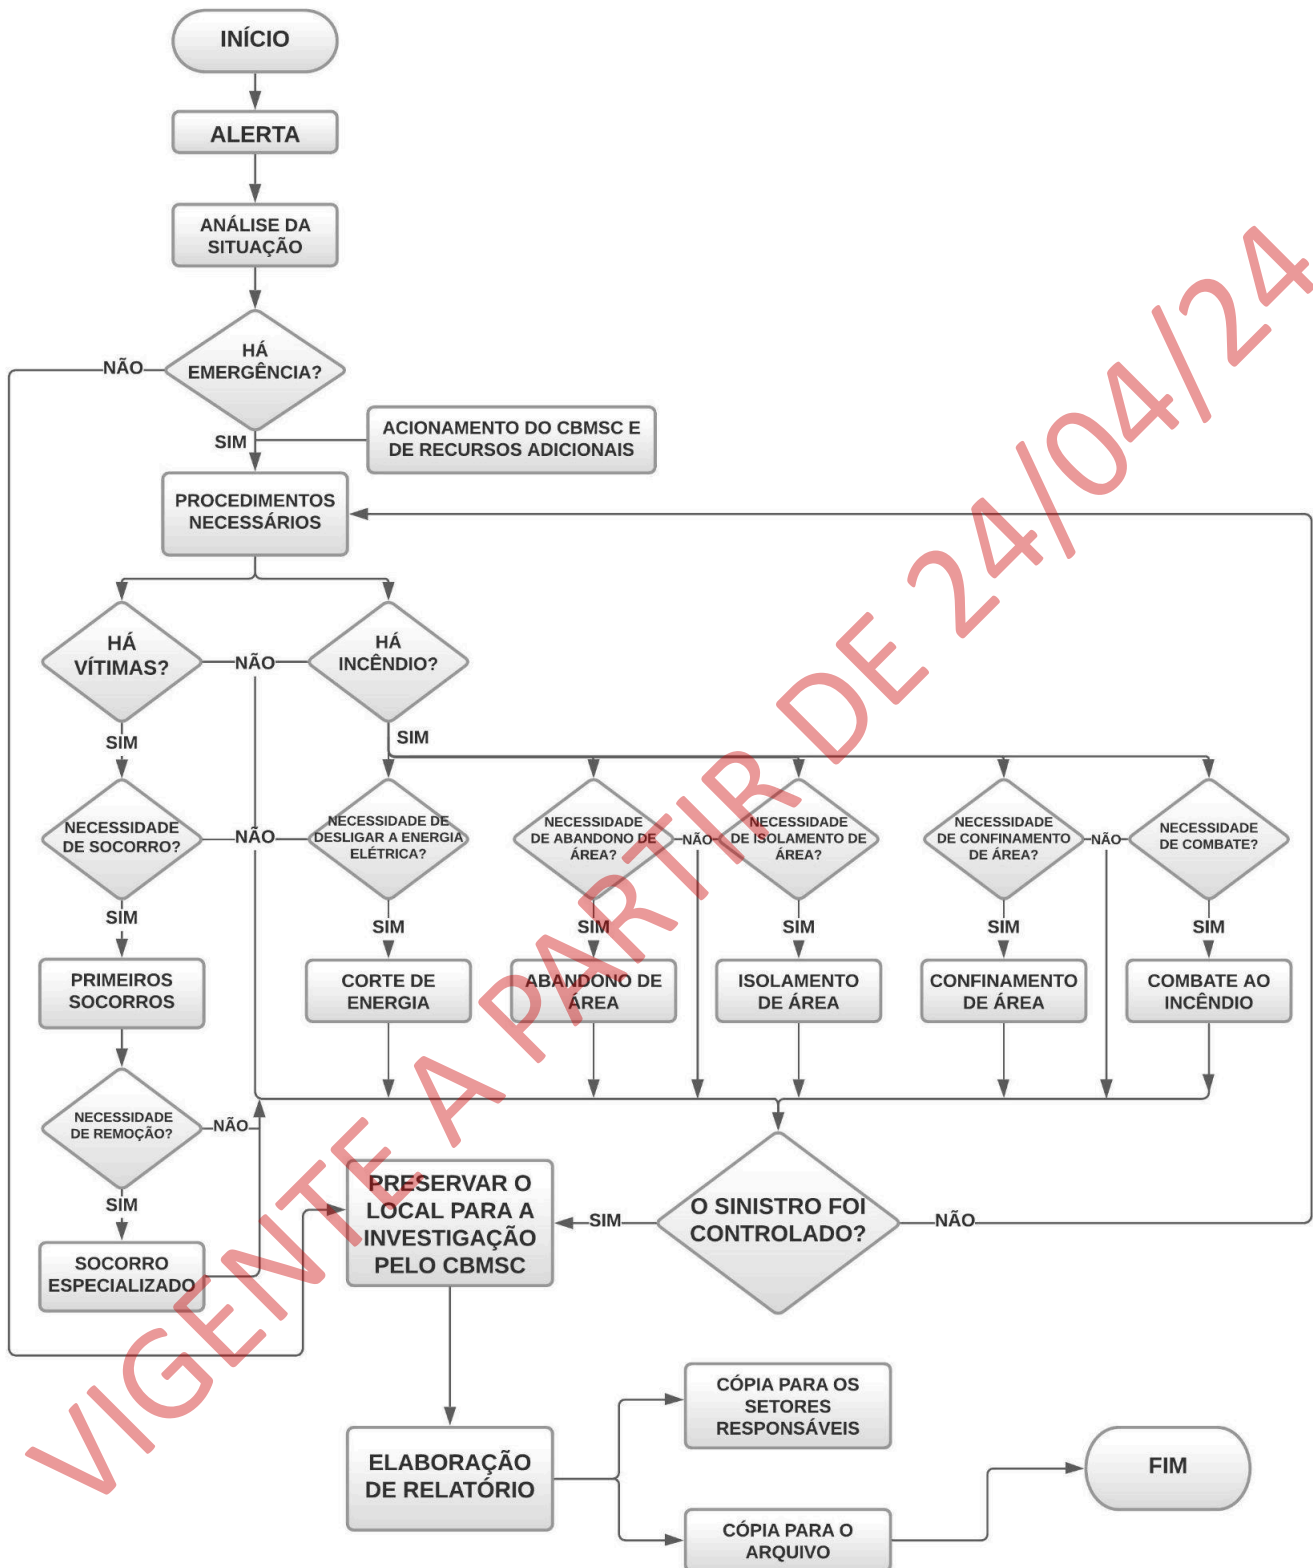 INÍCIO
ALERTA
ANÁLISE DA
SITUAÇÃO
HÁ
EMERGÊNCIA?
NÃO
SIM
ACIONAMENTO DO CBMSC E
DE RECURSOS ADICIONAIS
PROCEDIMENTOS
NECESSÁRIOS
HÁ
VÍTIMAS?
NÃO
HÁ
INCÊNDIO?
SIM
SIM
NECESSIDADE
DE SOCORRO?
NÃO
NECESSIDADE DE
DESLIGAR A ENERGIA
ELÉTRICA?
NECESSIDADE
DE ABANDONO DE
ÁREA?
NÃO
NECESSIDADE
DE ISOLAMENTO DE
ÁREA?
NECESSIDADE
DE CONFINAMENTO
DE ÁREA?
NÃO
NECESSIDADE
DE COMBATE?
SIM
SIM
SIM
SIM
SIM
SIM
PRIMEIROS
SOCORROS
CORTE DE
ENERGIA
ABANDONO DE
ÁREA
ISOLAMENTO
DE ÁREA
CONFINAMENTO
DE ÁREA
COMBATE AO
INCÊNDIO
NECESSIDADE
DE REMOÇÃO?
NÃO
SIM
SOCORRO
ESPECIALIZADO
PRESERVAR O
LOCAL PARA A
INVESTIGAÇÃO
PELO CBMSC
SIM
O SINISTRO FOI
CONTROLADO?
NÃO
ELABORAÇÃO
DE RELATÓRIO
CÓPIA PARA OS
SETORES
RESPONSÁVEIS
CÓPIA PARA O
ARQUIVO
FIM
VIGENTE A PARTIR DE 24/04/24